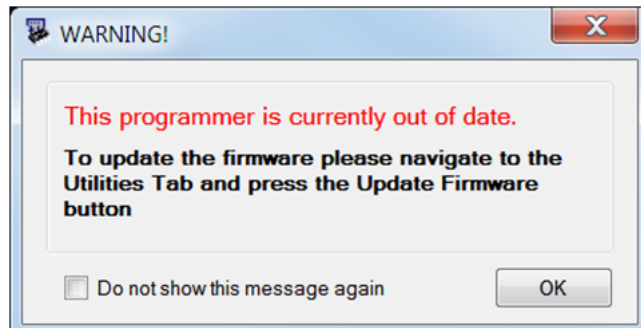 WARNING!
This programmer is currently out of date.
To update the firmware please navigate to the
Utilities Tab and press the Update Firmware
button
Do not show this message again
OK